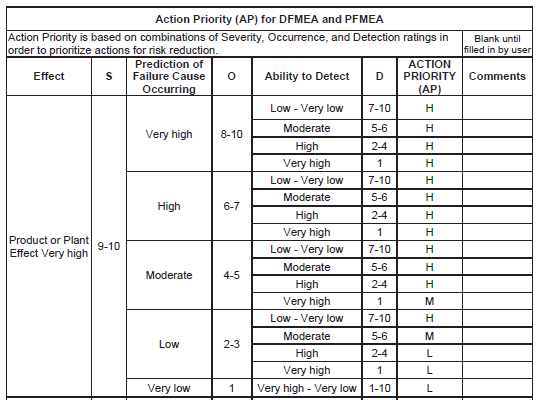 Action Priority (AP) for DFMEA and PFMEA
Action Priority is based on combinations of Severity, Occurrence, and Detection ratings in order to prioritize actions for risk reduction. Blank until filled in by user
Effect S Prediction of Failure Cause Occurring O Ability to Detect D ACTION PRIORITY (AP) Comments
Product or Plant Effect Very high 9-10
Very high 8-10
Low - Very low 7-10 H
Moderate 5-6 H
High 2-4 H
Very high 1 H
High 6-7
Low - Very low 7-10 H
Moderate 5-6 H
High 2-4 H
Very high 1 H
Moderate 4-5
Low - Very low 7-10 H
Moderate 5-6 H
High 2-4 H
Very high 1 M
Low 2-3
Low - Very low 7-10 H
Moderate 5-6 M
High 2-4 L
Very high 1 L
Very low 1 Very high - Very low 1-10 L